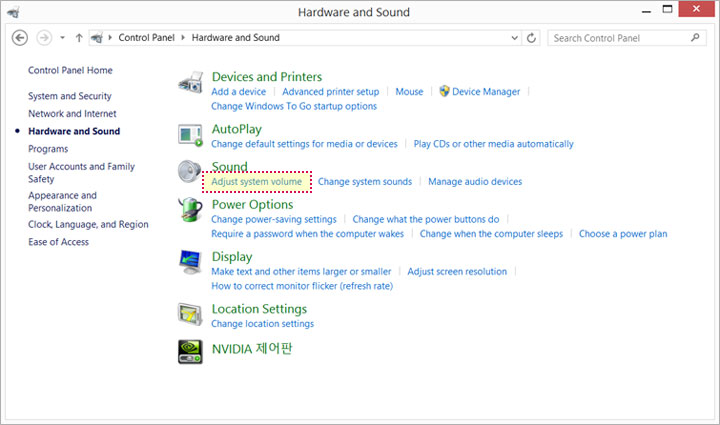 Hardware and Sound
Control Panel Hardware and Sound
Search Control Panel
Control Panel Home
System and Security
Network and Internet
Hardware and Sound
Programs
User Accounts and Family
Safety
Appearance and
Personalization
Clock, Language, and Region
Ease of Access
Devices and Printers
Add a device Advanced printer setup Mouse Device Manager
Change Windows To Go startup options
AutoPlay
Change default settings for media or devices Play CDs or other media automatically
Sound
Adjust system volume Change system sounds Manage audio devices
Power Options
Change power-saving settings Change what the power buttons do
Require a password when the computer wakes Change when the computer sleeps Choose a power plan
Display
Make text and other items larger or smaller Adjust screen resolution
How to correct monitor flicker (refresh rate)
Location Settings
Change location settings
NVIDIA 제어판